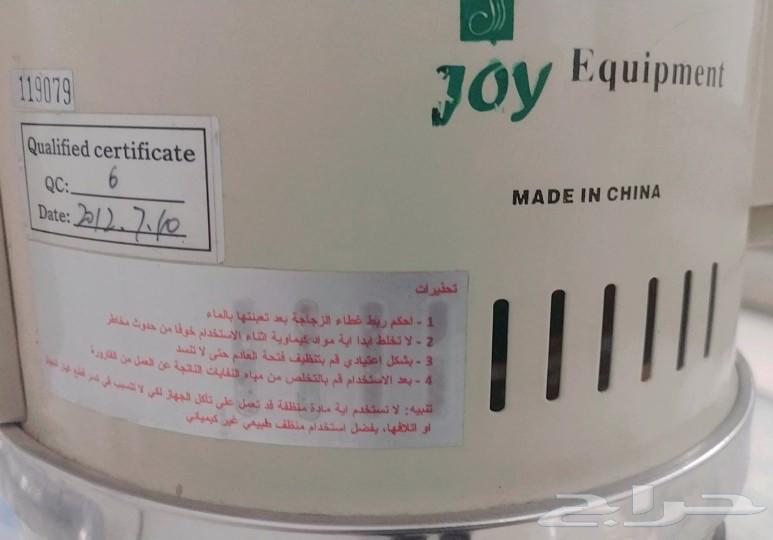 JOY Equipment
119079
Qualified certificate
QC: 6
Date: 2012.7.10
MADE IN CHINA
تحذيرات
1 - احكم ربط غطاء الزجاجة بعد تعبئتها بالماء
2 - لا تخلط ابدا اية مواد كيماوية اثناء الاستخدام خوفا من حدوث مخاطر
3 - بشكل اعتيادي قم بتنظيف فتحة العادم حتى لا تنسد
4 - بعد الاستخدام قم بالتخلص من مياه النفايات الناتجة عن العمل من القارورة
تنبيه: لا تستخدم اية مادة منظفة قد تعمل على تآكل الجهاز لكي لا تتسبب في كسر قطع
او اتلافها، يفضل استخدام منظف طبيعي غير كيميائي
حراج